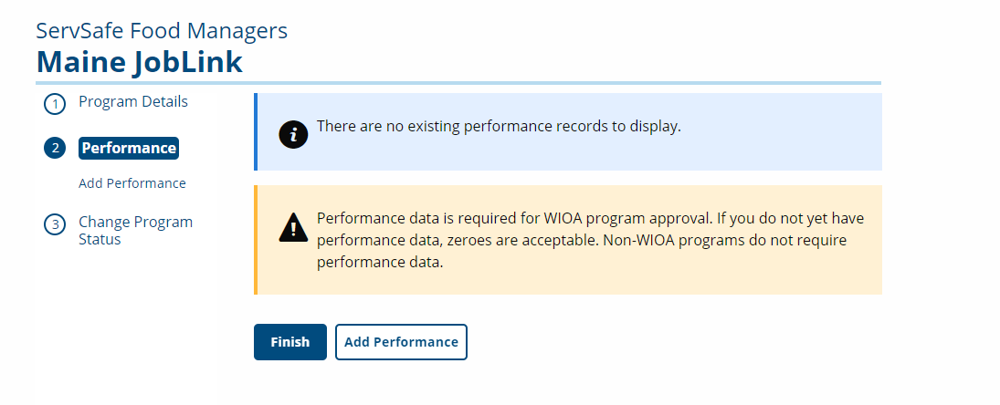 ServSafe Food Managers
Maine JobLink
1 Program Details
2 Performance
Add Performance
3 Change Program
Status
There are no existing performance records to display.
Performance data is required for WIOA program approval. If you do not yet have
performance data, zeroes are acceptable. Non-WIOA programs do not require
performance data.
Finish Add Performance